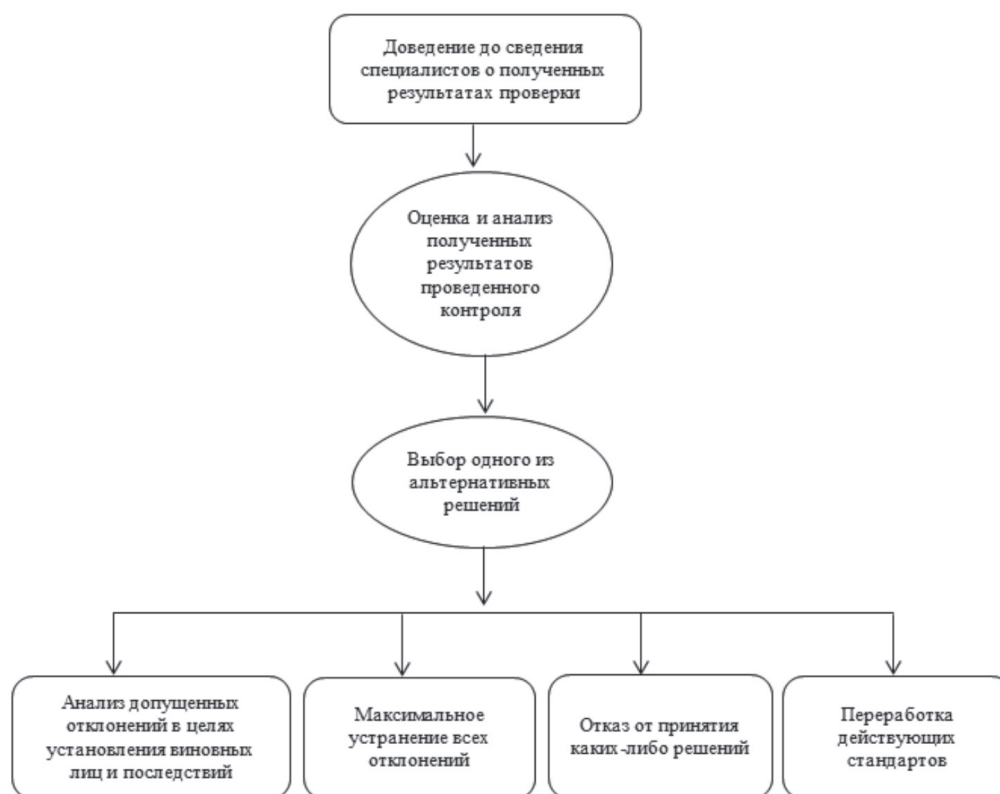 Доведение до сведения
специалистов о полученных
результатах проверки
Оценка и анализ
полученных
результатов
проведенного
контроля
Выбор одного из
альтернативных
решений
Анализ допущенных
отклонений в целях
установления виновных
лиц и последствий
Максимальное
устранение всех
отклонений
Отказ от принятия
каких-либо решений
Переработка
действующих
стандартов